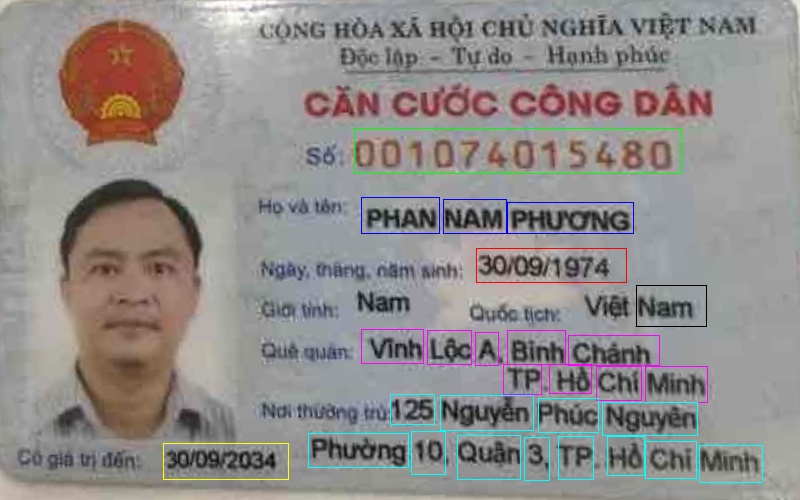 CỘNG HÒA XÃ HỘI CHỦ NGHĨA VIỆT NAM
Độc lập - Tự do - Hạnh phúc
CĂN CƯỚC CÔNG DÂN
Số: 001074015480
Họ và tên: PHAN NAM PHƯƠNG
Ngày, tháng, năm sinh: 30/09/1974
Giới tính: Nam Quốc tịch: Việt Nam
Quê quán: Vĩnh Lộc A, Bình Chánh
TP. Hồ Chí Minh
Nơi thường trú: 125 Nguyễn Phúc Nguyên
Phường 10, Quận 3, TP. Hồ Chí Minh
Có giá trị đến: 30/09/2034